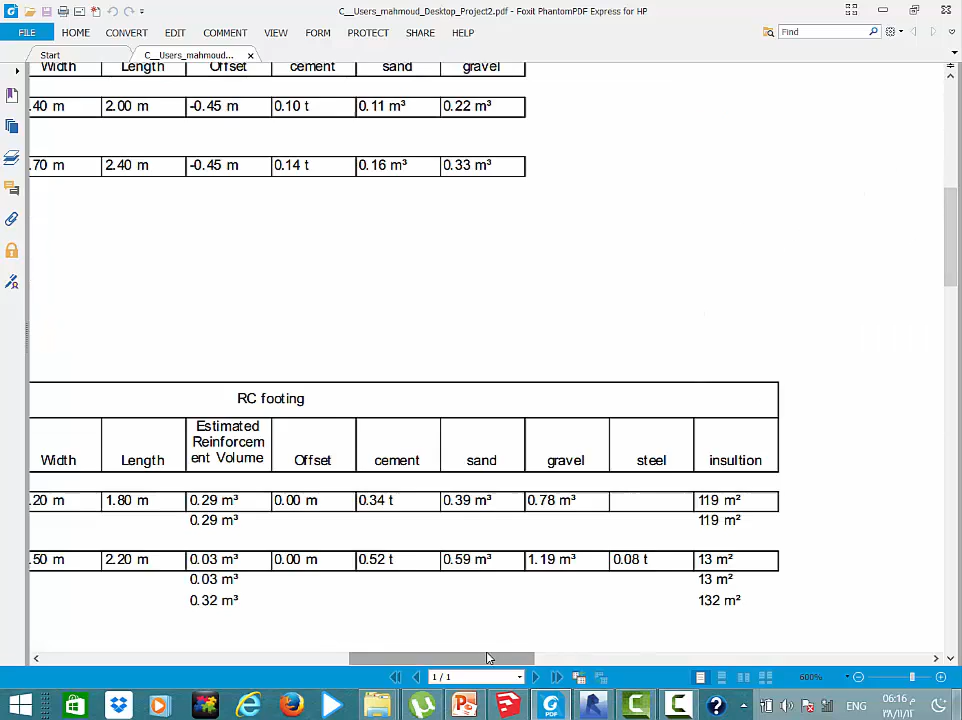 C__Users_mahmoud_Desktop_Project2.pdf - Foxit PhantomPDF Express for HP
FILE HOME CONVERT EDIT COMMENT VIEW FORM PROTECT SHARE HELP Find
Start C__Users_mahmoud...
Width Length Offset cement sand gravel
.40 m 2.00 m -0.45 m 0.10 t 0.11 m³ 0.22 m³
.70 m 2.40 m -0.45 m 0.14 t 0.16 m³ 0.33 m³
RC footing
Estimated
Reinforcem
Width Length ent Volume Offset cement sand gravel steel insultion
.20 m 1.80 m 0.29 m³ 0.00 m 0.34 t 0.39 m³ 0.78 m³ 119 m²
0.29 m³ 119 m²
.50 m 2.20 m 0.03 m³ 0.00 m 0.52 t 0.59 m³ 1.19 m³ 0.08 t 13 m²
0.03 m³ 13 m²
0.32 m³ 132 m²
1 / 1 600%
ENG 06:16 م